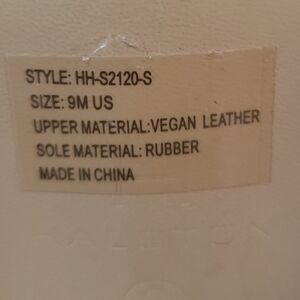 STYLE: HH-S2120-S
SIZE: 9M US
UPPER MATERIAL:VEGAN LEATHER
SOLE MATERIAL: RUBBER
MADE IN CHINA